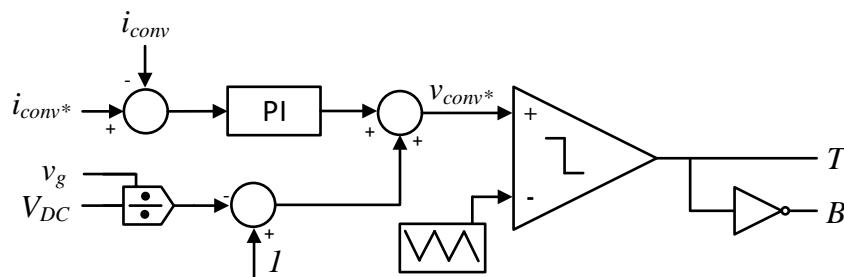 i_conv
-
i_conv* + PI + + v_conv* + T
v_g
V_DC - + 1 - B